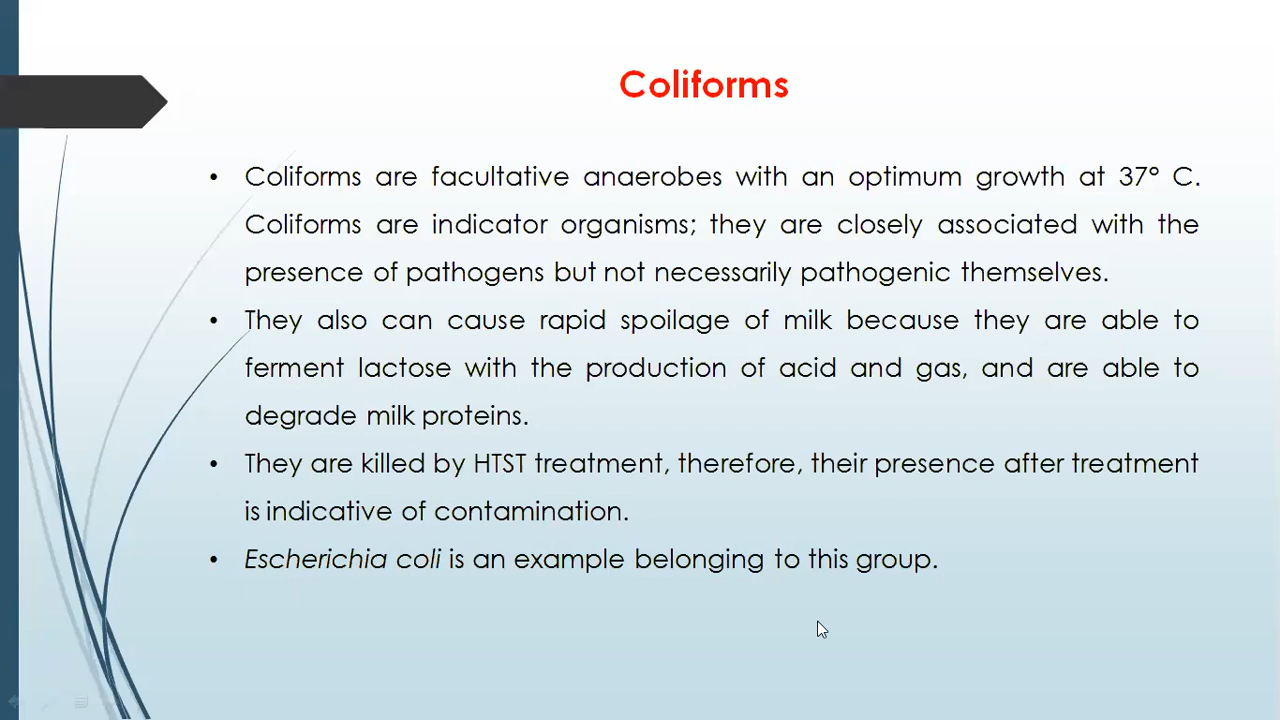 Coliforms
• Coliforms are facultative anaerobes with an optimum growth at 37° C.
Coliforms are indicator organisms; they are closely associated with the
presence of pathogens but not necessarily pathogenic themselves.
• They also can cause rapid spoilage of milk because they are able to
ferment lactose with the production of acid and gas, and are able to
degrade milk proteins.
• They are killed by HTST treatment, therefore, their presence after treatment
is indicative of contamination.
• Escherichia coli is an example belonging to this group.